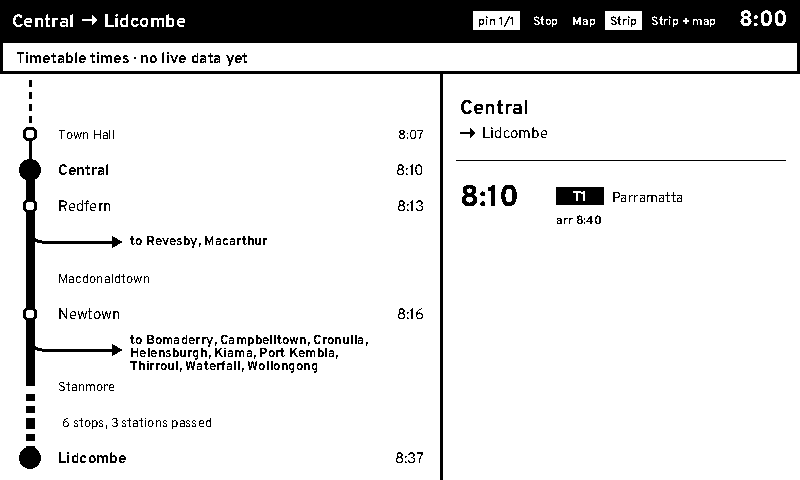 Central → Lidcombe
pin 1/1 Stop Map Strip Strip + map 8:00
Timetable times · no live data yet
Town Hall 8:07
Central 8:10
Redfern 8:13
to Revesby, Macarthur
Macdonaldtown
Newtown 8:16
to Bomaderry, Campbelltown, Cronulla,
Helensburgh, Kiama, Port Kembla,
Thirroul, Waterfall, Wollongong
Stanmore
6 stops, 3 stations passed
Lidcombe 8:37
Central
→ Lidcombe
8:10 T1 Parramatta
arr 8:40